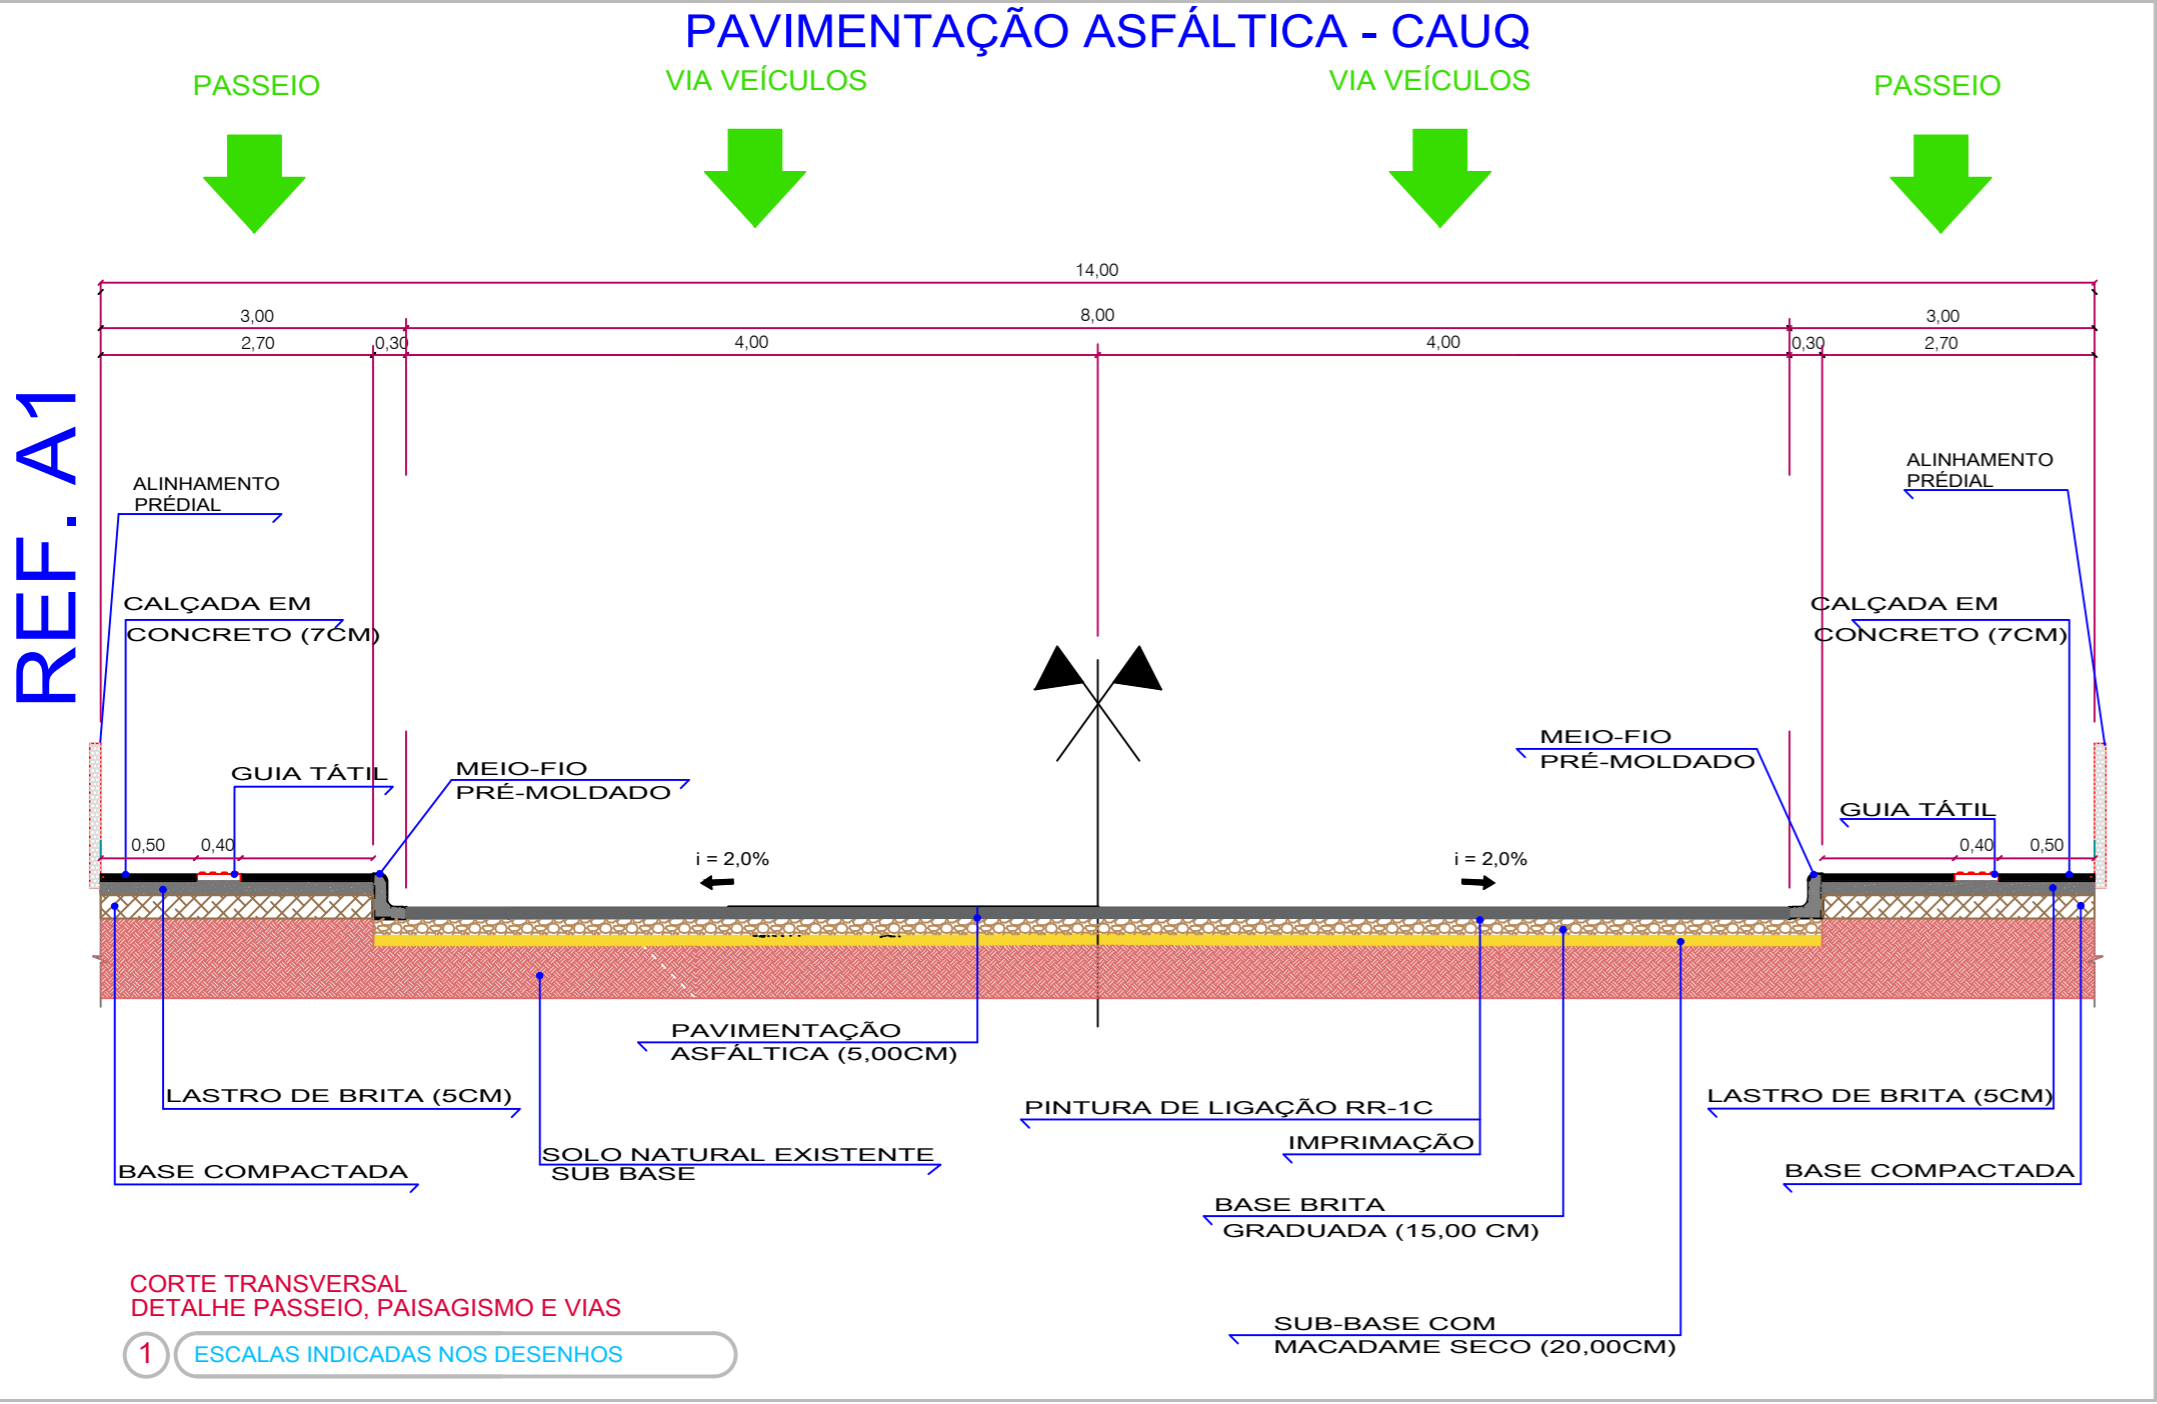 PAVIMENTAÇÃO ASFÁLTICA - CAUQ
PASSEIO
VIA VEÍCULOS
VIA VEÍCULOS
PASSEIO
14,00
3,00
8,00
3,00
2,70
0,30
4,00
4,00
0,30
2,70
REF. A1
ALINHAMENTO
PRÉDIAL
ALINHAMENTO
PRÉDIAL
CALÇADA EM
CONCRETO (7CM)
CALÇADA EM
CONCRETO (7CM)
GUIA TÁTIL
MEIO-FIO
PRÉ-MOLDADO
MEIO-FIO
PRÉ-MOLDADO
GUIA TÁTIL
0,50
0,40
i = 2,0%
i = 2,0%
0,40
0,50
PAVIMENTAÇÃO
ASFÁLTICA (5,00CM)
LASTRO DE BRITA (5CM)
PINTURA DE LIGAÇÃO RR-1C
LASTRO DE BRITA (5CM)
IMPRIMAÇÃO
SOLO NATURAL EXISTENTE
SUB BASE
BASE COMPACTADA
BASE COMPACTADA
BASE BRITA
GRADUADA (15,00 CM)
SUB-BASE COM
MACADAME SECO (20,00CM)
CORTE TRANSVERSAL
DETALHE PASSEIO, PAISAGISMO E VIAS
1
ESCALAS INDICADAS NOS DESENHOS